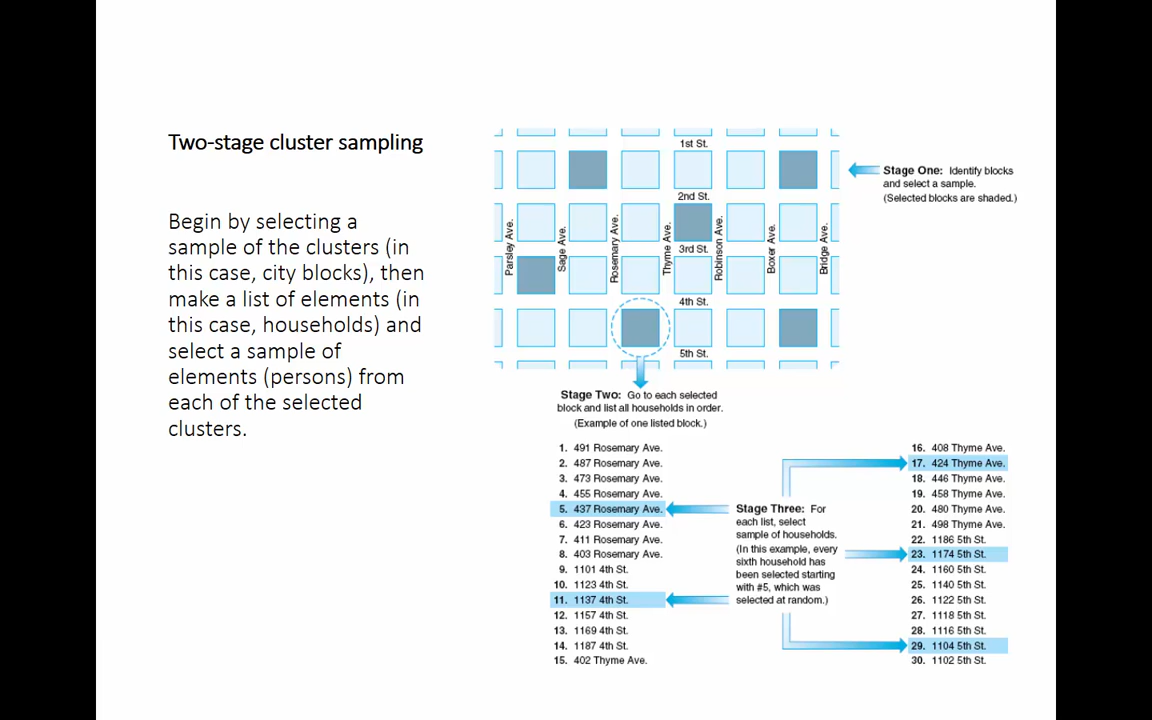 Two-stage cluster sampling
Begin by selecting a
sample of the clusters (in
this case, city blocks), then
make a list of elements (in
this case, households) and
select a sample of
elements (persons) from
each of the selected
clusters.
1st St.
2nd St.
3rd St.
4th St.
5th St.
Parsley Ave.
Sage Ave.
Rosemary Ave.
Thyme Ave.
Robinson Ave.
Boxer Ave.
Bridge Ave.
Stage One: Identify blocks
and select a sample.
(Selected blocks are shaded.)
Stage Two: Go to each selected
block and list all households in order.
(Example of one listed block.)
1. 491 Rosemary Ave.
2. 487 Rosemary Ave.
3. 473 Rosemary Ave.
4. 455 Rosemary Ave.
5. 437 Rosemary Ave.
6. 423 Rosemary Ave.
7. 411 Rosemary Ave.
8. 403 Rosemary Ave.
9. 1101 4th St.
10. 1123 4th St.
11. 1137 4th St.
12. 1157 4th St.
13. 1169 4th St.
14. 1187 4th St.
15. 402 Thyme Ave.
Stage Three: For
each list, select
sample of households.
(In this example, every
sixth household has
been selected starting
with #5, which was
selected at random.)
16. 408 Thyme Ave.
17. 424 Thyme Ave.
18. 446 Thyme Ave.
19. 458 Thyme Ave.
20. 480 Thyme Ave.
21. 498 Thyme Ave.
22. 1186 5th St.
23. 1174 5th St.
24. 1160 5th St.
25. 1140 5th St.
26. 1122 5th St.
27. 1118 5th St.
28. 1116 5th St.
29. 1104 5th St.
30. 1102 5th St.